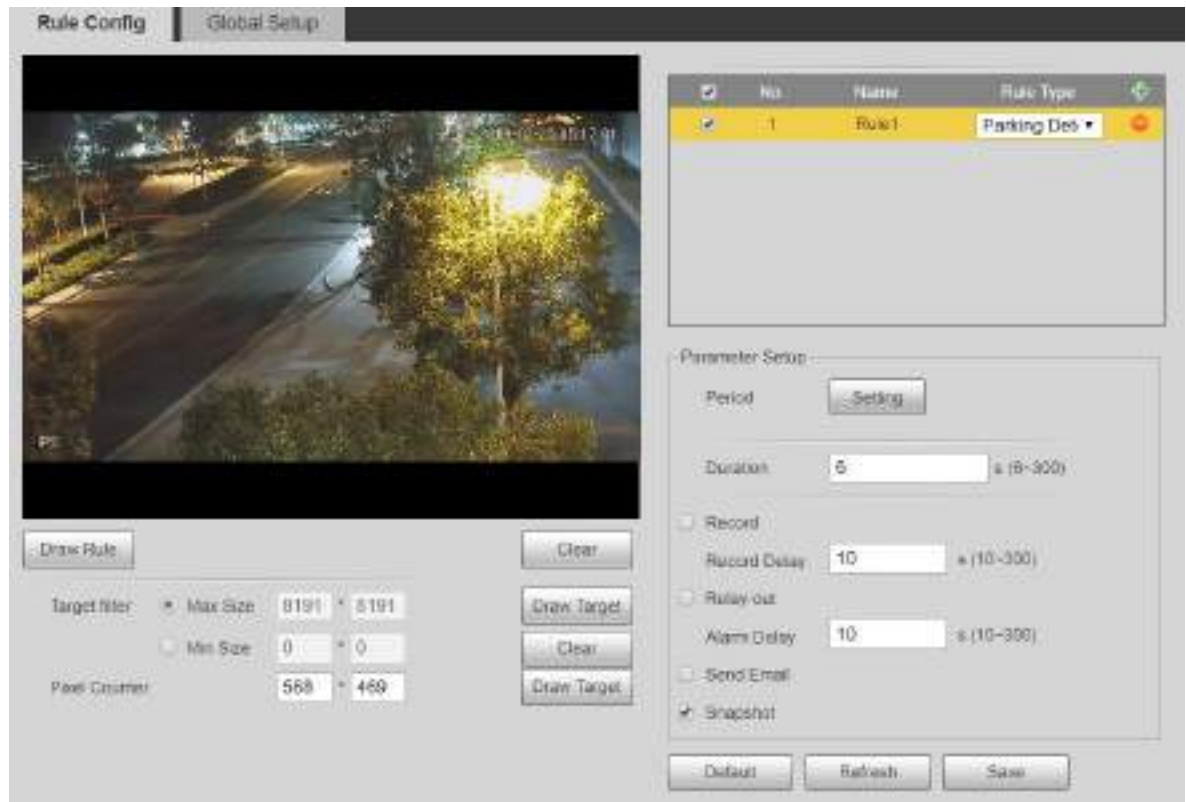 Rule Config Global Setup
No. Name Rule Type
1 Rule1 Parking Det
Parameter Setup
Period Setting
Duration 6 s (6~300)
Record
Record Delay 10 s (10~300)
Relay out
Alarm Delay 10 s (10~300)
Send Email
Snapshot
Default Refresh Save
Draw Rule Clear
Target filter Max Size 8191 * 8191 Draw Target
Min Size 0 * 0 Clear
Pixel Counter 568 * 469 Draw Target